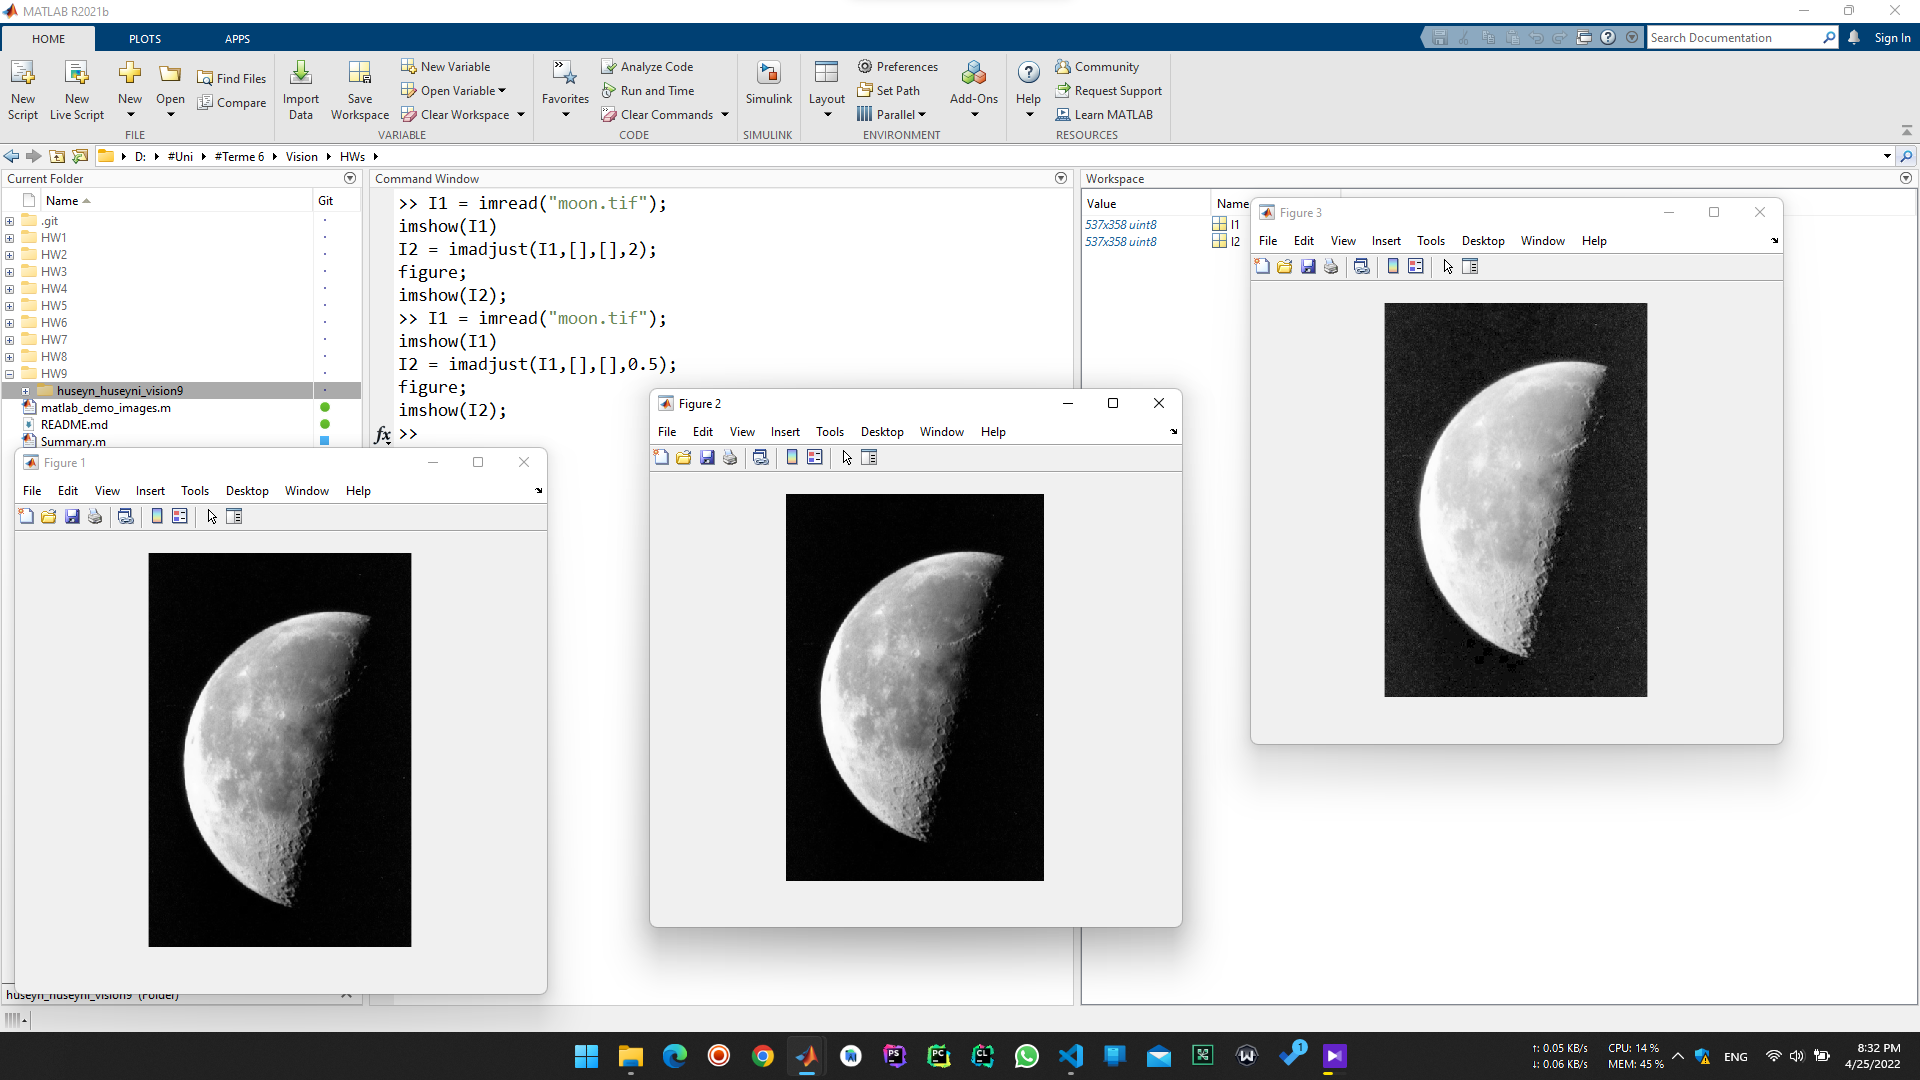 MATLAB R2021b
HOME PLOTS APPS
Search Documentation Sign In
New Script
New Live Script
New
Open
Find Files
Compare
FILE
Import Data
Save Workspace
New Variable
Open Variable
Clear Workspace
VARIABLE
Favorites
Analyze Code
Run and Time
Clear Commands
CODE
Simulink
SIMULINK
Layout
Preferences
Set Path
Parallel
ENVIRONMENT
Add-Ons
Help
Community
Request Support
Learn MATLAB
RESOURCES
D: #Uni #Terme 6 Vision HWs
Current Folder
Name Git
.git
HW1
HW2
HW3
HW4
HW5
HW6
HW7
HW8
HW9
huseyn_huseyni_vision9
matlab_demo_images.m
README.md
Summary.m
huseyn_huseyni_vision9 (Folder)
Command Window
>> I1 = imread("moon.tif");
imshow(I1)
I2 = imadjust(I1,[],[],2);
figure;
imshow(I2);
>> I1 = imread("moon.tif");
imshow(I1)
I2 = imadjust(I1,[],[],0.5);
figure;
imshow(I2);
fx >>
Workspace
Value Name
537x358 uint8 I1
537x358 uint8 I2
Figure 1
File Edit View Insert Tools Desktop Window Help
Figure 2
File Edit View Insert Tools Desktop Window Help
Figure 3
File Edit View Insert Tools Desktop Window Help
PS
PC
CL
1
↑: 0.05 KB/s
↓: 0.06 KB/s
CPU: 14 %
MEM: 45 %
ENG
8:32 PM
4/25/2022